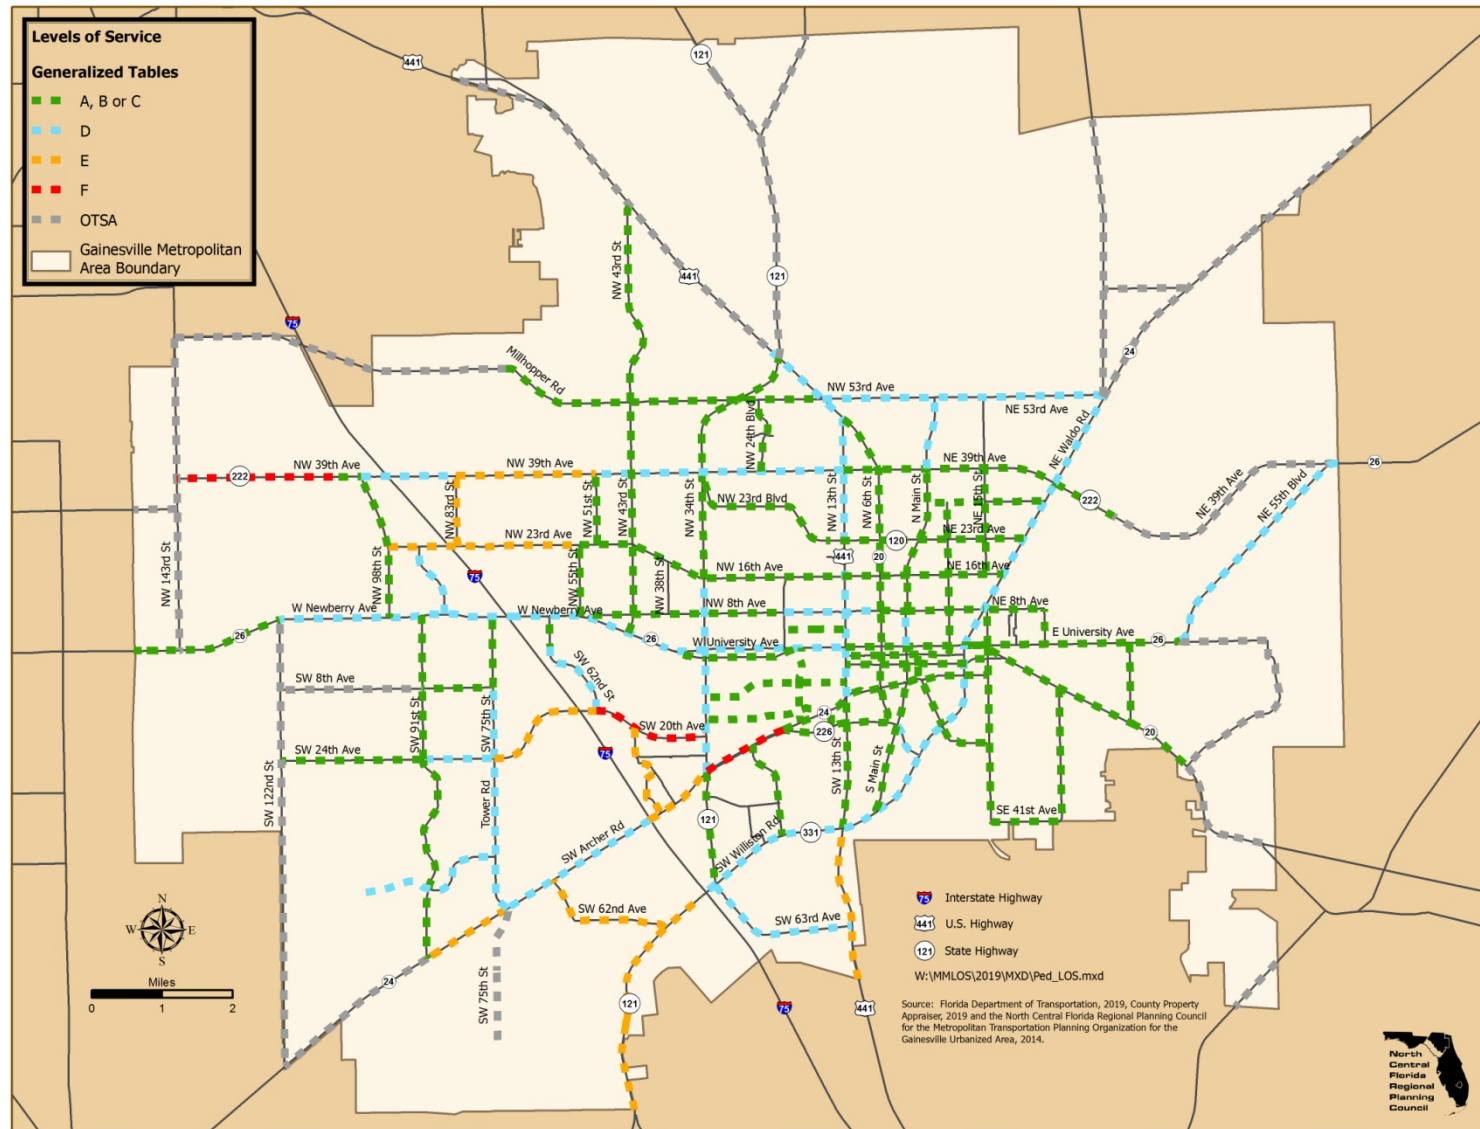 Levels of Service
Generalized Tables
A, B or C
D
E
F
OTSA
Gainesville Metropolitan
Area Boundary
441
121
75
NW 43rd St
441
121
24
Millhopper Rd
NW 53rd Ave
NE 53rd Ave
NW 24th Blvd
NE Waldo Rd
222
NW 39th Ave
NW 39th Ave
NE 39th Ave
26
NW 83rd St
NW 51st St
NW 43rd St
NW 34th St
NW 23rd Blvd
NW 13th St
NW 6th St
N Main St
NE 15th St
222
NE 39th Ave
NE 55th Blvd
NW 143rd St
NW 98th St
NW 23rd Ave
120
NE 23rd Ave
441
20
75
NW 55th St
NW 38th St
NW 16th Ave
NE 16th Ave
W Newberry Ave
W Newberry Ave
NW 8th Ave
NE 8th Ave
26
26
W University Ave
E University Ave
26
SW 62nd St
SW 8th Ave
SW 91st St
SW 75th St
SW 20th Ave
24
226
20
SW 24th Ave
75
SW 13th St
S Main St
SW 122nd St
Tower Rd
121
SE 41st Ave
SW Archer Rd
SW Williston Rd
331
SW 62nd Ave
SW 63rd Ave
24
SW 75th St
121
75
441
N
W
E
S
Miles
0
1
2
75
Interstate Highway
441
U.S. Highway
121
State Highway
W:\MMLOS\2019\MXD\Ped_LOS.mxd
Source: Florida Department of Transportation, 2019, County Property
Appraiser, 2019 and the North Central Florida Regional Planning Council
for the Metropolitan Transportation Planning Organization for the
Gainesville Urbanized Area, 2014.
North
Central
Florida
Regional
Planning
Council